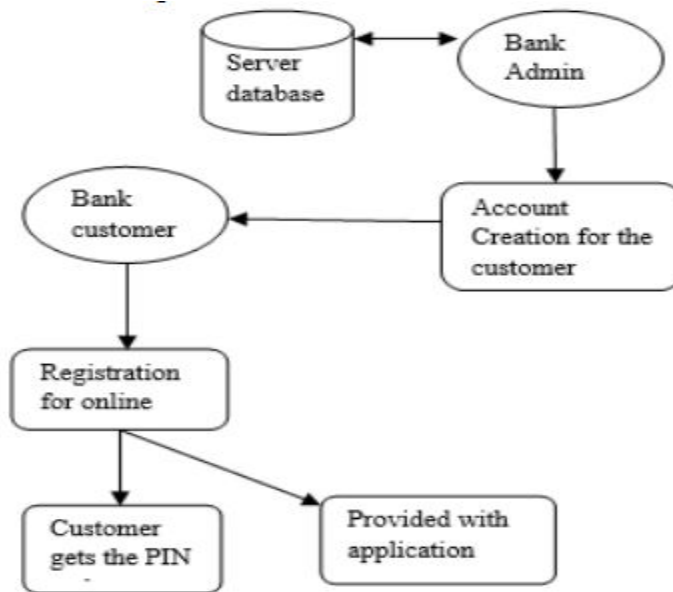 Server
database
Bank
Admin
Bank
customer
Account
Creation for the
customer
Registration
for online
Customer
gets the PIN
Provided with
application